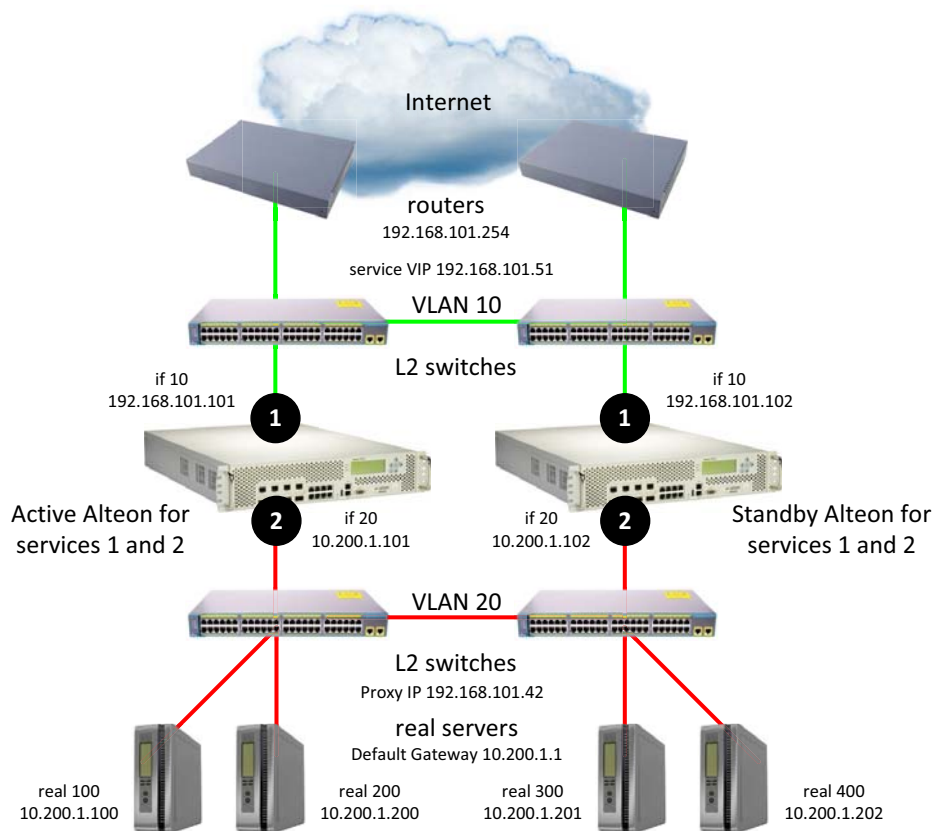 Internet
routers
192.168.101.254
service VIP 192.168.101.51
VLAN 10
L2 switches
if 10
192.168.101.101
if 10
192.168.101.102
1
1
Active Alteon for
services 1 and 2
2
if 20
10.200.1.101
if 20
10.200.1.102
2
Standby Alteon for
services 1 and 2
VLAN 20
L2 switches
Proxy IP 192.168.101.42
real servers
Default Gateway 10.200.1.1
real 100
10.200.1.100
real 200
10.200.1.200
real 300
10.200.1.201
real 400
10.200.1.202